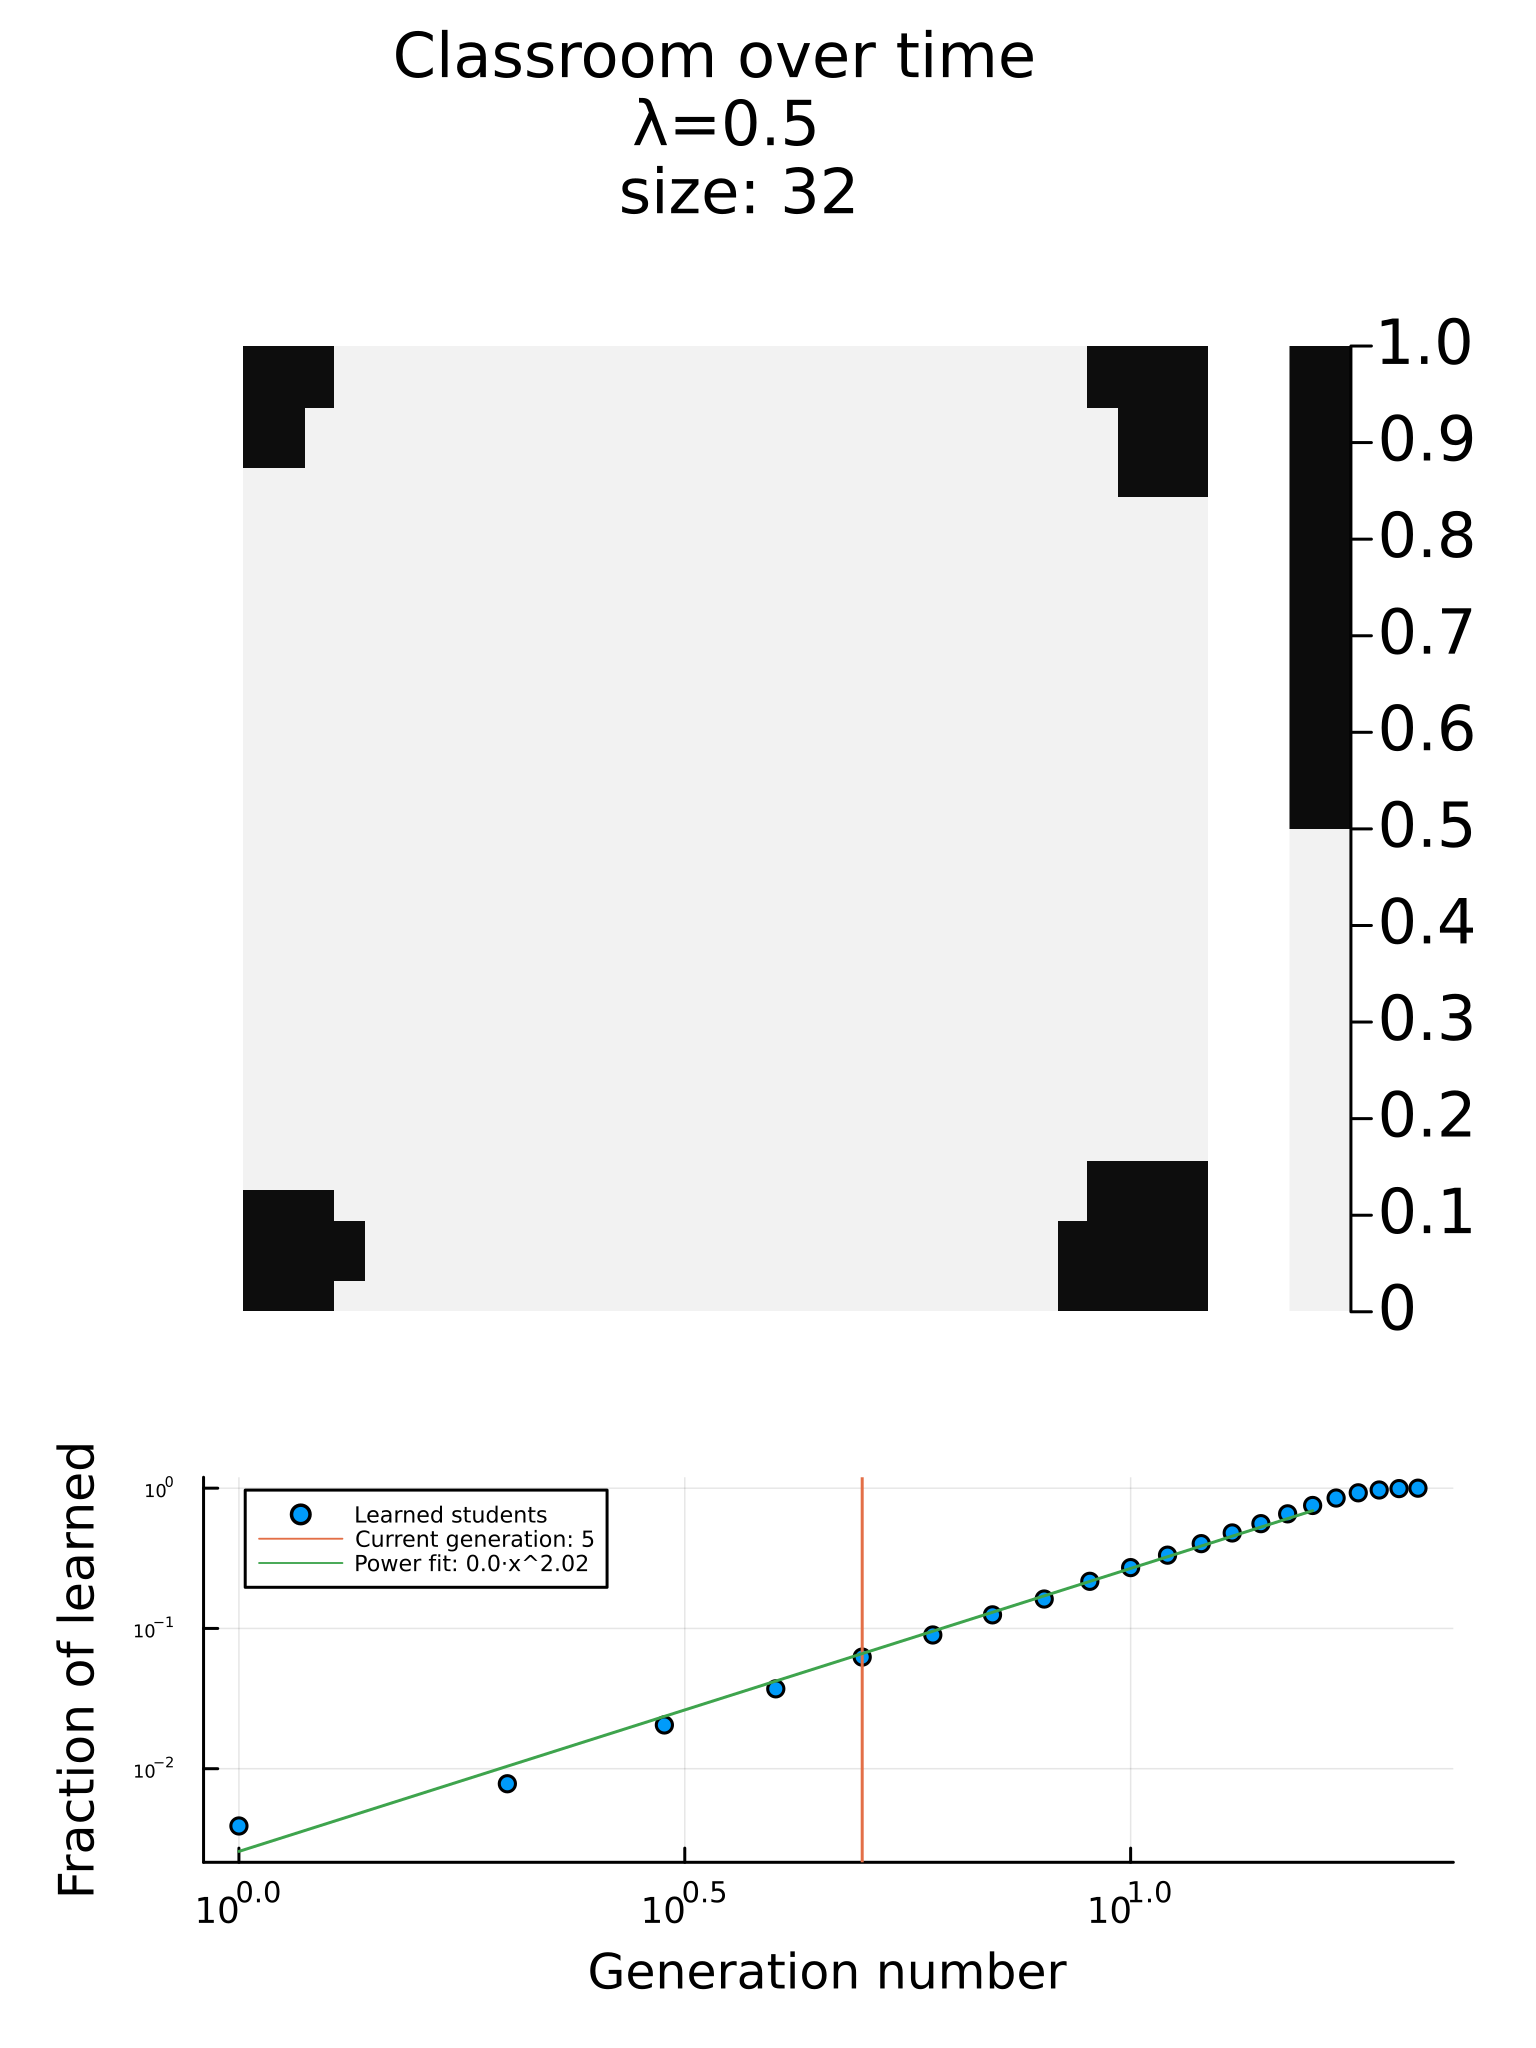 Classroom over time
λ=0.5
size: 32
1.0
0.9
0.8
0.7
0.6
0.5
0.4
0.3
0.2
0.1
0
Fraction of learned
10^0
10^−1
10^−2
Learned students
Current generation: 5
Power fit: 0.0·x^2.02
10^0.0
10^0.5
10^1.0
Generation number